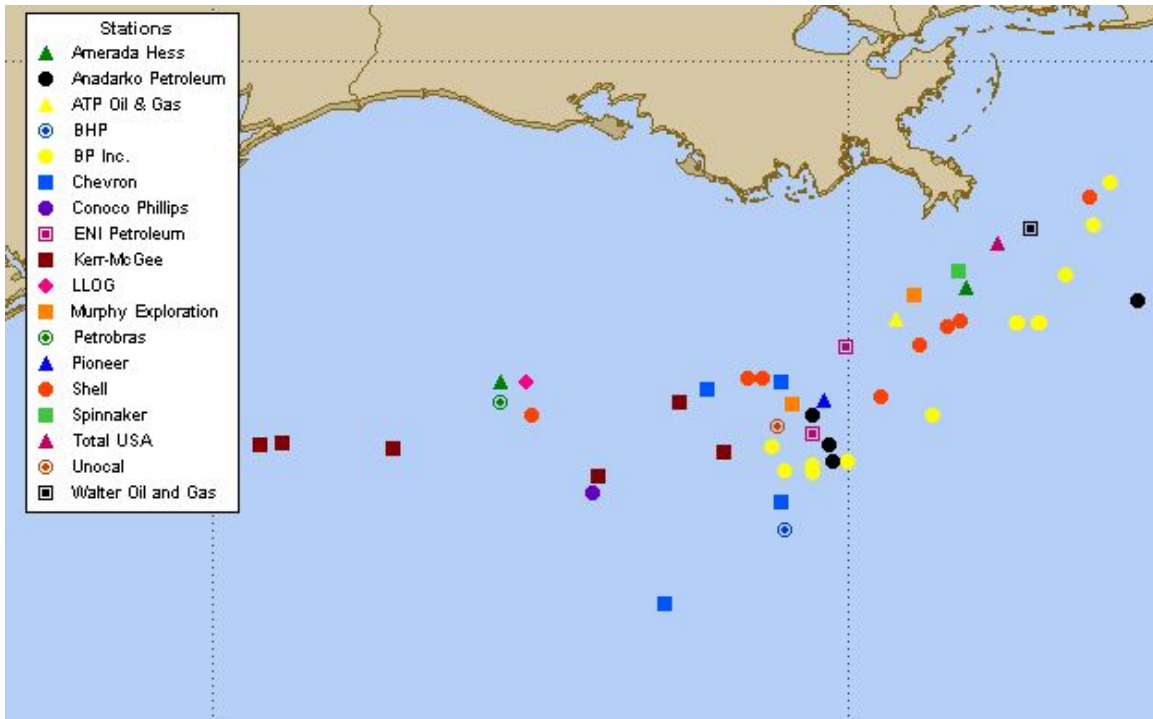 Stations
Amerada Hess
Anadarko Petroleum
ATP Oil & Gas
BHP
BP Inc.
Chevron
Conoco Phillips
ENI Petroleum
Kerr-McGee
LLOG
Murphy Exploration
Petrobras
Pioneer
Shell
Spinnaker
Total USA
Unocal
Walter Oil and Gas